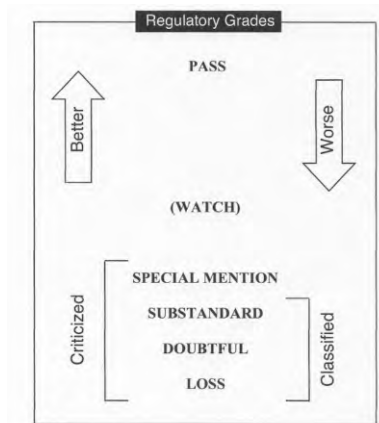 Regulatory Grades
PASS
Better
Worse
(WATCH)
SPECIAL MENTION
SUBSTANDARD
DOUBTFUL
LOSS
Criticized
Classified